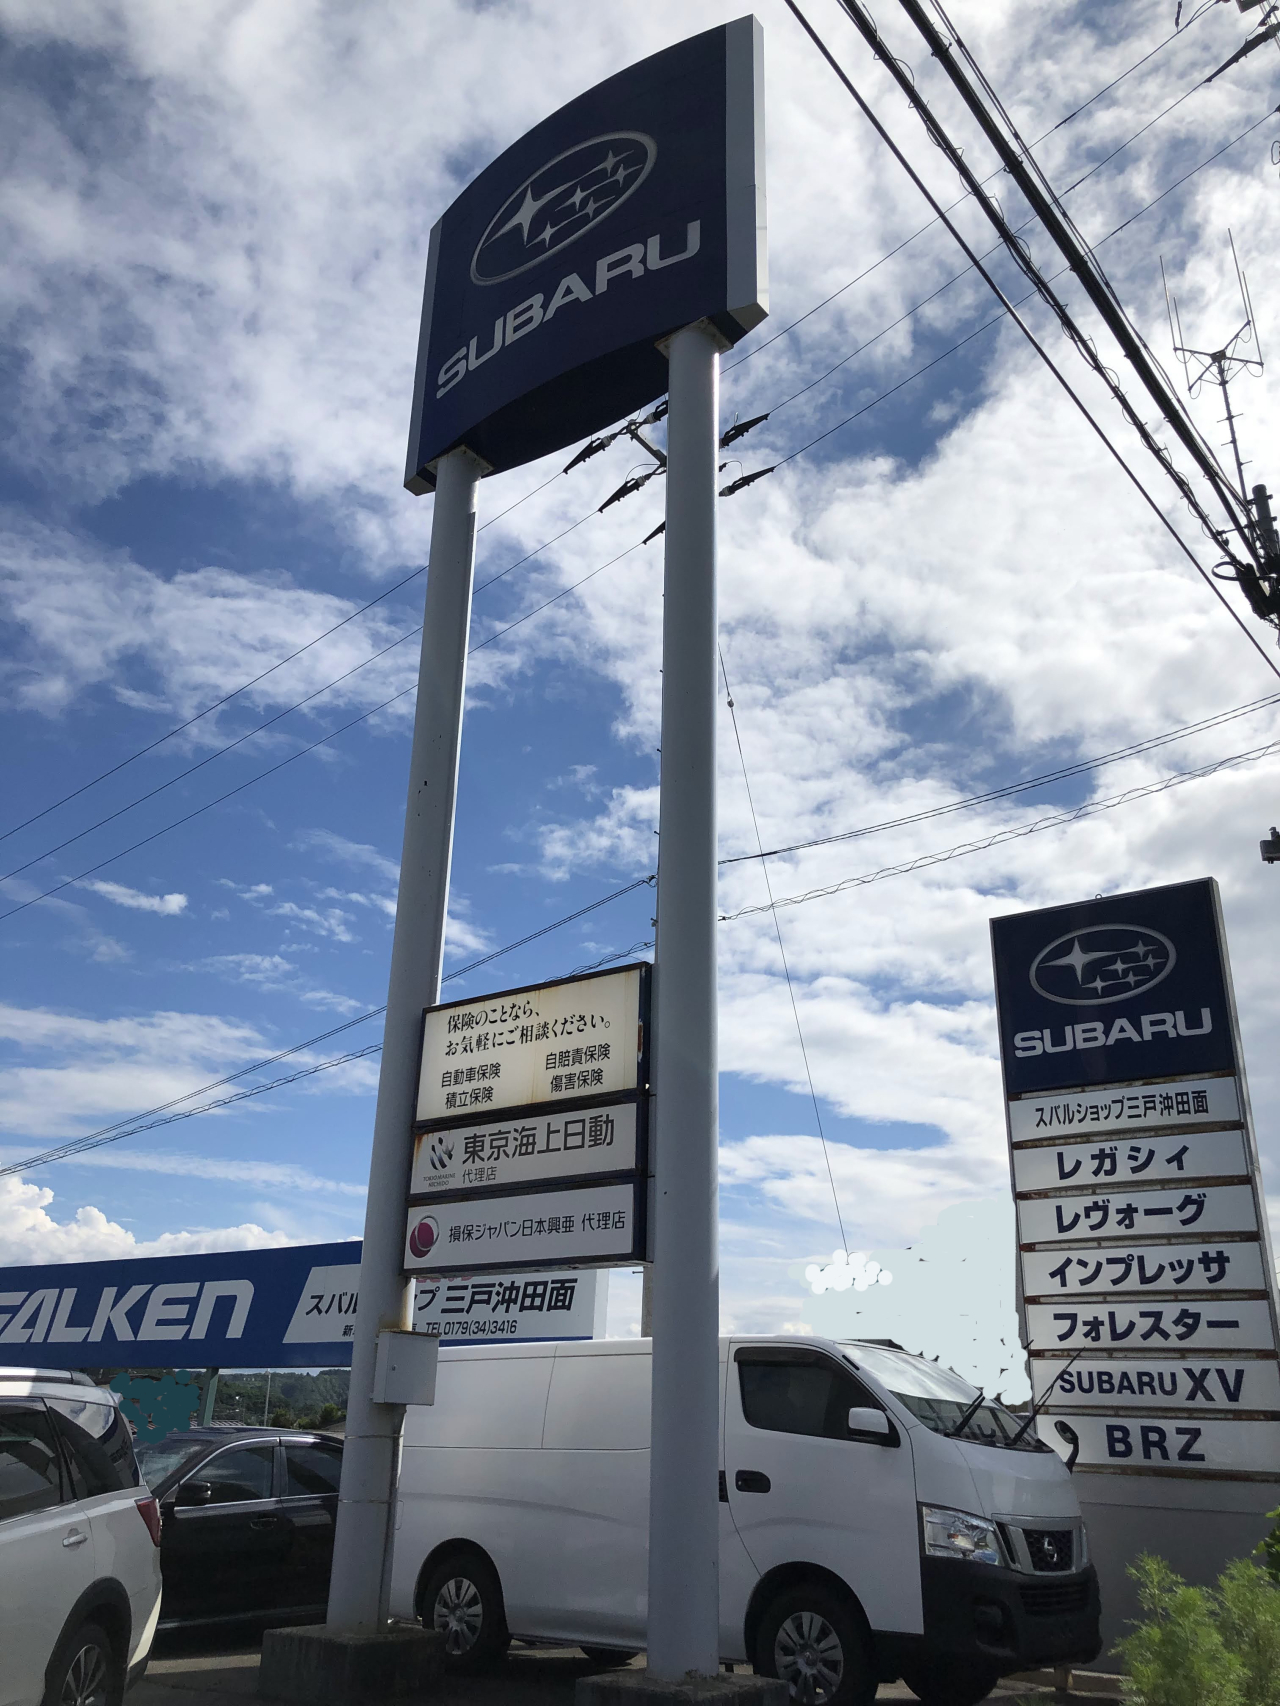 SUBARU
保険のことなら、
お気軽にご相談ください。
自動車保険 自賠責保険
積立保険 傷害保険
東京海上日動
TOKIO MARINE
NICHIDO
代理店
損保ジャパン日本興亜 代理店
FALKEN
スバル ップ 三戸沖田面
TEL0179(34)3416
SUBARU
スバルショップ三戸沖田面
レガシィ
レヴォーグ
インプレッサ
フォレスター
SUBARU XV
BRZ